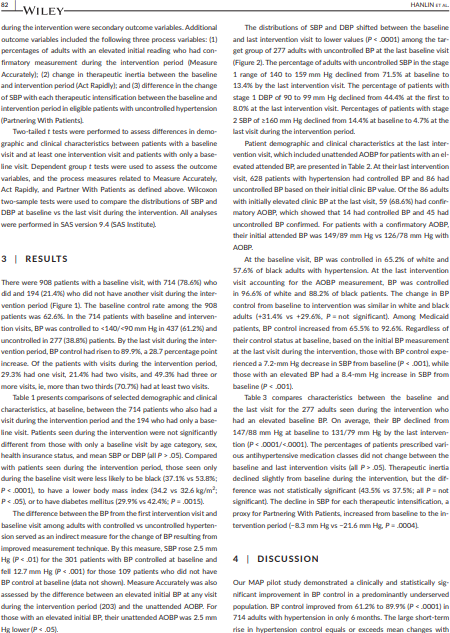 82
WILEY
HANLIN ET AL.
during the intervention were secondary outcome variables. Additional
outcome variables included the following three process variables: (1)
percentages of adults with an elevated initial reading who had con-
firmatory measurement during the intervention period (Measure
Accurately); (2) change in therapeutic inertia between the baseline
and intervention period (Act Rapidly); and (3) difference in the change
of SBP with each therapeutic intensification between the baseline and
intervention period in eligible patients with uncontrolled hypertension
(Partnering With Patients).
Two-tailed t tests were performed to assess differences in demo-
graphic and clinical characteristics between patients with a baseline
visit and at least one intervention visit and patients with only a base-
line visit. Dependent group t tests were used to assess the outcome
variables, and the process measures related to Measure Accurately,
Act Rapidly, and Partner With Patients as defined above. Wilcoxon
two-sample tests were used to compare the distributions of SBP and
DBP at baseline vs the last visit during the intervention. All analyses
were performed in SAS version 9.4 (SAS Institute).
3 | RESULTS
There were 908 patients with a baseline visit, with 714 (78.6%) who
did and 194 (21.4%) who did not have another visit during the inter-
vention period (Figure 1). The baseline control rate among the 908
patients was 62.6%. In the 714 patients with baseline and interven-
tion visits, BP was controlled to <140/<90 mm Hg in 437 (61.2%) and
uncontrolled in 277 (38.8%) patients. By the last visit during the inter-
vention period, BP control had risen to 89.9%, a 28.7 percentage point
increase. Of the patients with visits during the intervention period,
29.3% had one visit, 21.4% had two visits, and 49.3% had three or
more visits, ie, more than two thirds (70.7%) had at least two visits.
Table 1 presents comparisons of selected demographic and clinical
characteristics, at baseline, between the 714 patients who also had a
visit during the intervention period and the 194 who had only a base-
line visit. Patients seen during the intervention were not significantly
different from those with only a baseline visit by age category, sex,
health insurance status, and mean SBP or DBP (all P > .05). Compared
with patients seen during the intervention period, those seen only
during the baseline visit were less likely to be black (37.1% vs 53.8%;
P < .0001), to have a lower body mass index (34.2 vs 32.6 kg/m²;
P < .05), or to have diabetes mellitus (29.9% vs 42.4%; P = .0015).
The difference between the BP from the first intervention visit and
baseline visit among adults with controlled vs uncontrolled hyperten-
sion served as an indirect measure for the change of BP resulting from
improved measurement technique. By this measure, SBP rose 2.5 mm
Hg (P < .01) for the 301 patients with BP controlled at baseline and
fell 12.7 mm Hg (P < .001) for those 109 patients who did not have
BP control at baseline (data not shown). Measure Accurately was also
assessed by the difference between an elevated initial BP at any visit
during the intervention period (203) and the unattended AOBP. For
those with an elevated initial BP, their unattended AOBP was 2.5 mm
Hg lower (P < .05).
The distributions of SBP and DBP shifted between the baseline
and last intervention visit to lower values (P < .0001) among the tar-
get group of 277 adults with uncontrolled BP at the last baseline visit
(Figure 2). The percentage of adults with uncontrolled SBP in the stage
1 range of 140 to 159 mm Hg declined from 71.5% at baseline to
13.4% by the last intervention visit. The percentage of patients with
stage 1 DBP of 90 to 99 mm Hg declined from 44.4% at the first to
8.0% at the last intervention visit. Percentages of patients with stage
2 SBP of ≥160 mm Hg declined from 14.4% at baseline to 4.7% at the
last visit during the intervention period.
Patient demographic and clinical characteristics at the last inter-
vention visit, which included unattended AOBP for patients with an el-
evated attended BP, are presented in Table 2. At their last intervention
visit, 628 patients with hypertension had controlled BP and 86 had
uncontrolled BP based on their initial clinic BP value. Of the 86 adults
with initially elevated clinic BP at the last visit, 59 (68.6%) had confir-
matory AOBP, which showed that 14 had controlled BP and 45 had
uncontrolled BP confirmed. For patients with a confirmatory AOBP,
their initial attended BP was 149/89 mm Hg vs 126/78 mm Hg with
AOBP.
At the baseline visit, BP was controlled in 65.2% of white and
57.6% of black adults with hypertension. At the last intervention
visit accounting for the AOBP measurement, BP was controlled
in 96.6% of white and 88.2% of black patients. The change in BP
control from baseline to intervention was similar in white and black
adults (+31.4% vs +29.6%, P = not significant). Among Medicaid
patients, BP control increased from 65.5% to 92.6%. Regardless of
their control status at baseline, based on the initial BP measurement
at the last visit during the intervention, those with BP control expe-
rienced a 7.2-mm Hg decrease in SBP from baseline (P < .001), while
those with an elevated BP had a 8.4-mm Hg increase in SBP from
baseline (P < .001).
Table 3 compares characteristics between the baseline and
the last visit for the 277 adults seen during the intervention who
had an elevated baseline BP. On average, their BP declined from
147/88 mm Hg at baseline to 131/79 mm Hg by the last interven-
tion (P < .0001/<.0001). The percentages of patients prescribed vari-
ous antihypertensive medication classes did not change between the
baseline and last intervention visits (all P > .05). Therapeutic inertia
declined slightly from baseline during the intervention, but the dif-
ference was not statistically significant (43.5% vs 37.5%; all P = not
significant). The decline in SBP for each therapeutic intensification, a
proxy for Partnering With Patients, increased from baseline to the in-
tervention period (−8.3 mm Hg vs −21.6 mm Hg, P = .0004).
4 | DISCUSSION
Our MAP pilot study demonstrated a clinically and statistically sig-
nificant improvement in BP control in a predominantly underserved
population. BP control improved from 61.2% to 89.9% (P < .0001) in
714 adults with hypertension in only 6 months. The large short-term
rise in hypertension control equals or exceeds mean changes with